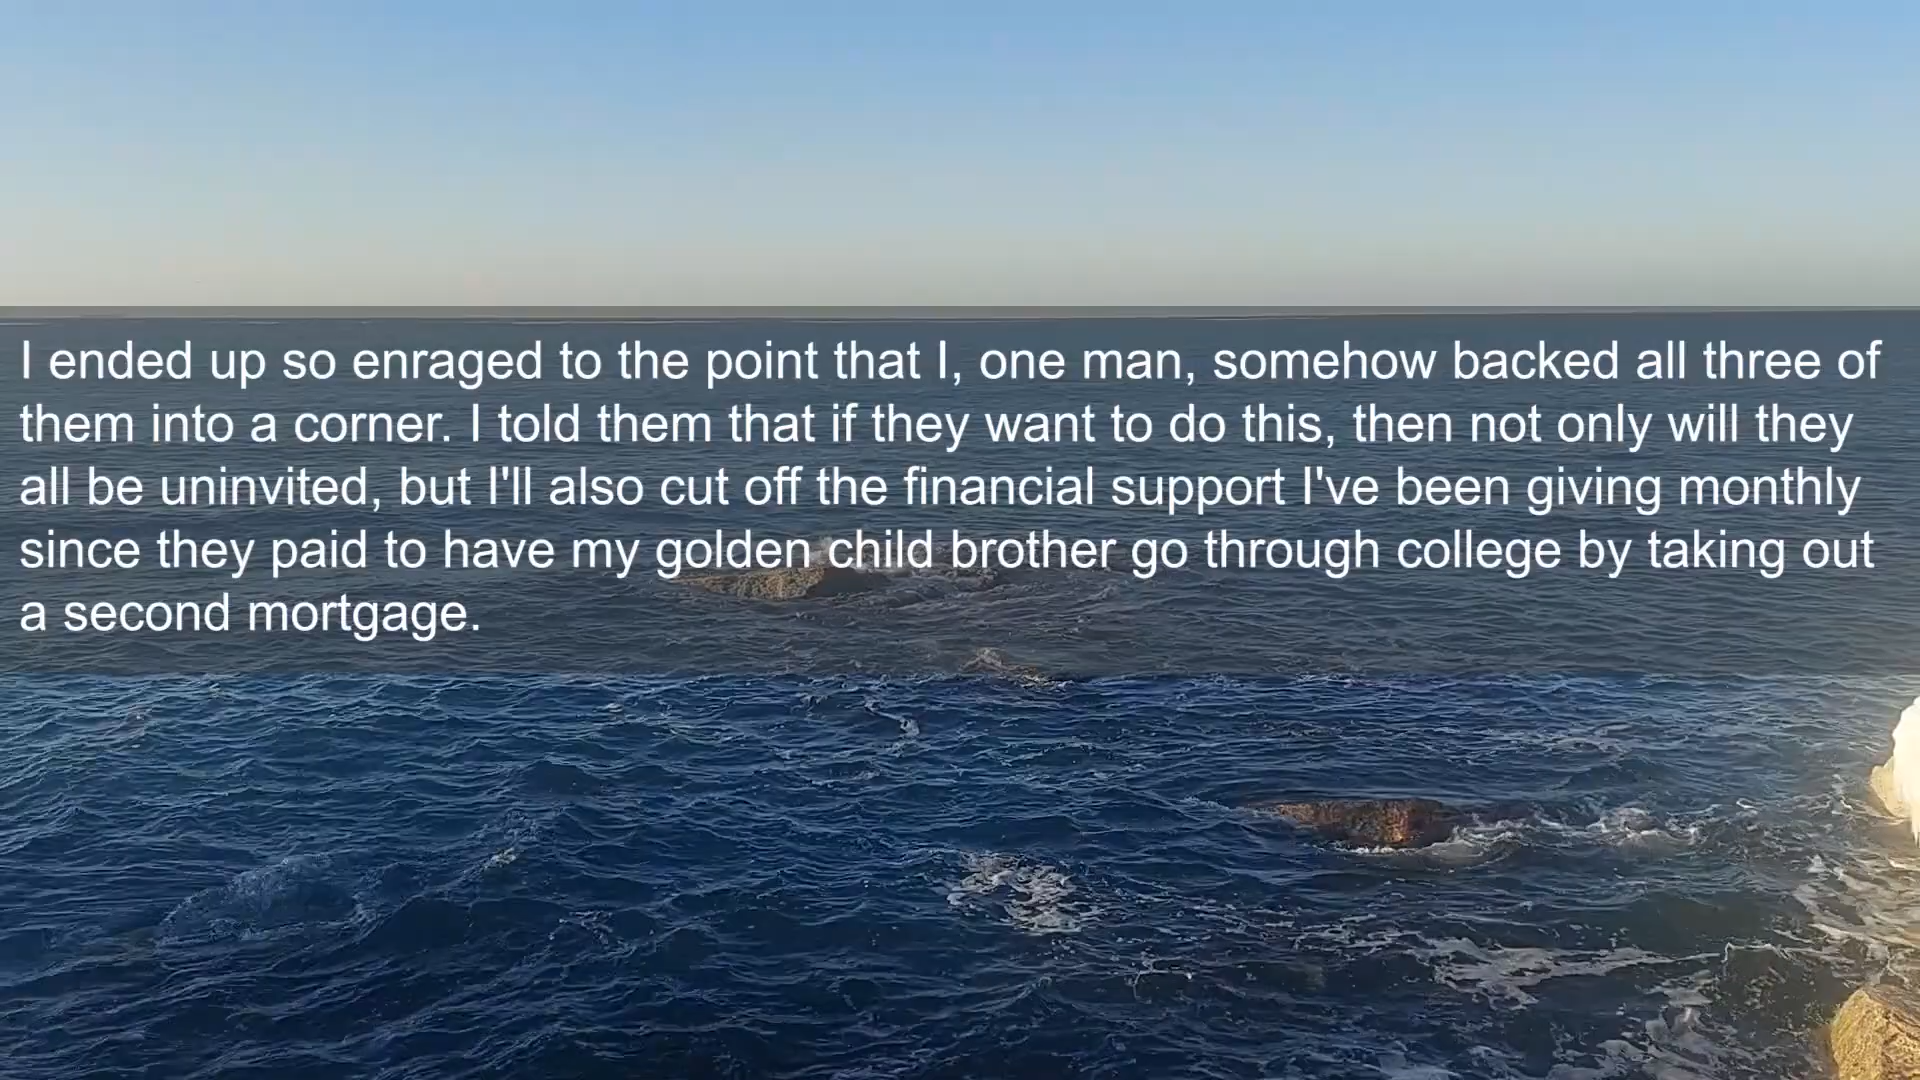 I ended up so enraged to the point that I, one man, somehow backed all three of
them into a corner. I told them that if they want to do this, then not only will they
all be uninvited, but I'll also cut off the financial support I've been giving monthly
since they paid to have my golden child brother go through college by taking out
a second mortgage.